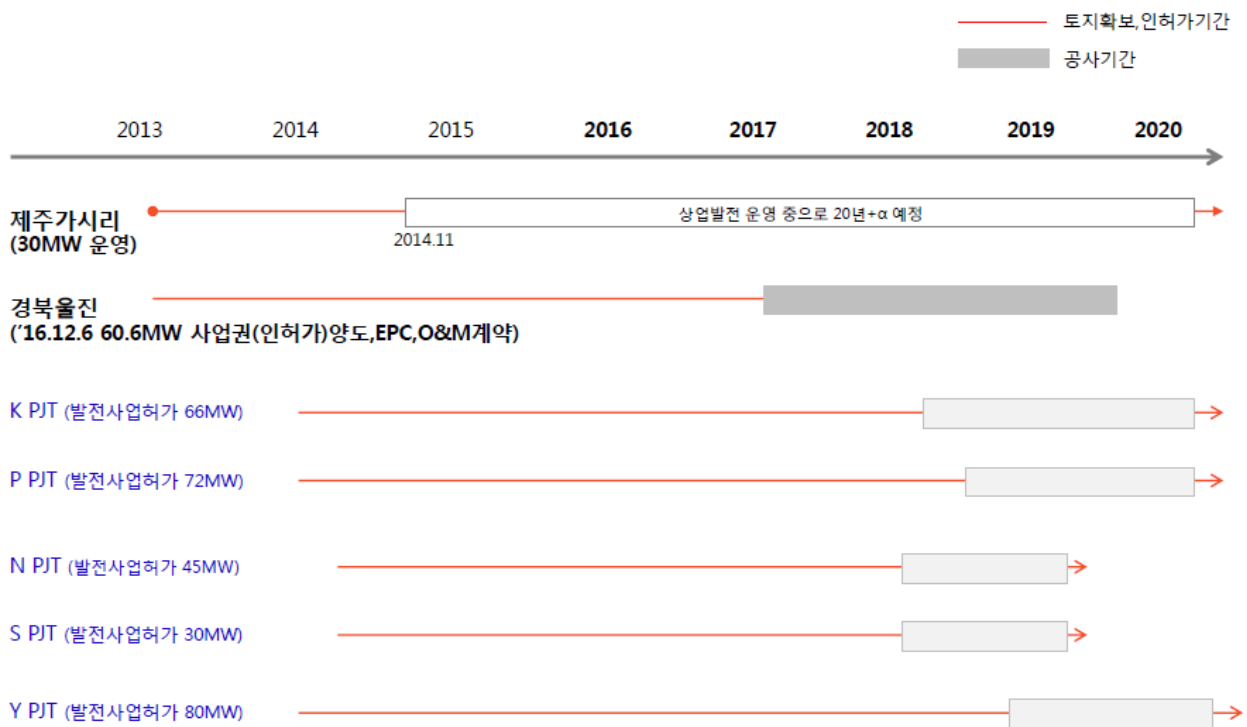 토지확보,인허가기간
공사기간
2013 2014 2015 2016 2017 2018 2019 2020
제주가시리
(30MW 운영)
상업발전 운영 중으로 20년+α 예정
2014.11
경북울진
('16.12.6 60.6MW 사업권(인허가)양도,EPC,O&M계약)
K PJT (발전사업허가 66MW)
P PJT (발전사업허가 72MW)
N PJT (발전사업허가 45MW)
S PJT (발전사업허가 30MW)
Y PJT (발전사업허가 80MW)